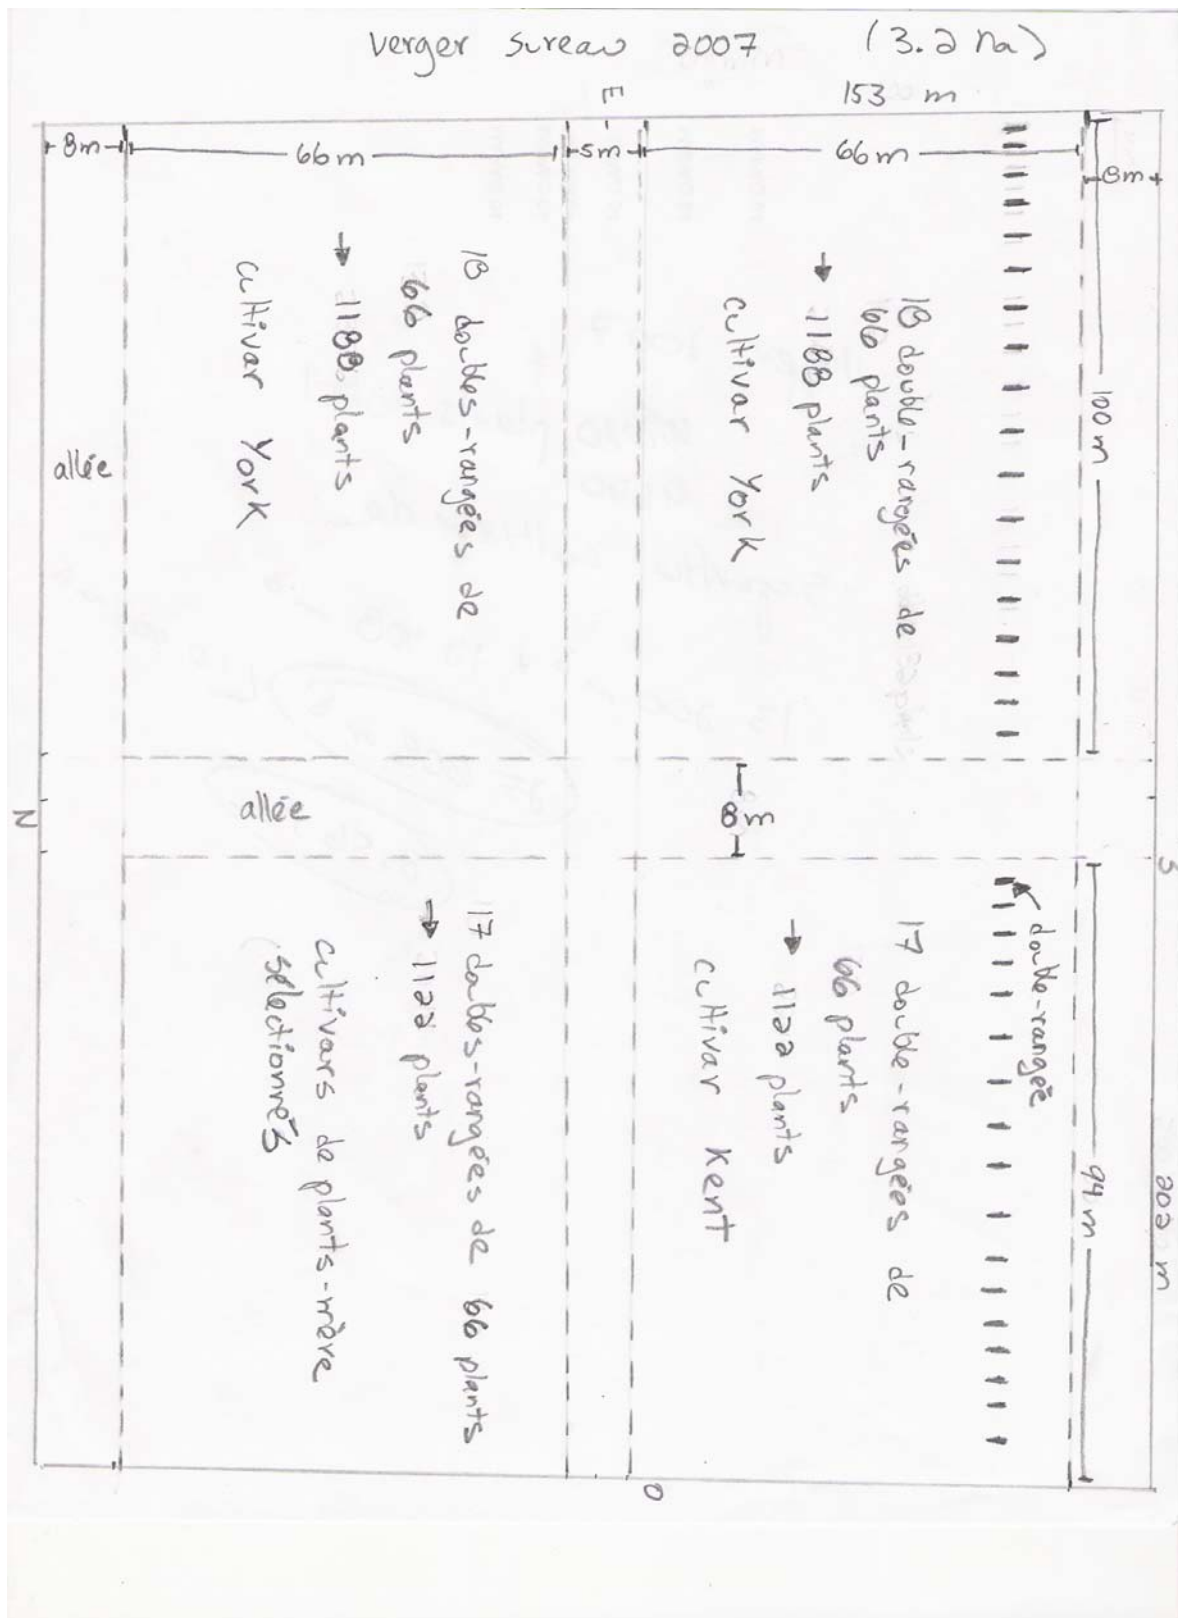 verger sureau 2007 (3.2 ha)
E
153 m
8m
66m
5m
66m
8m
18 doubles-rangées de
66 plants
→ 1188 plants
cultivar York
18 double-rangées de
66 plants
→ 1188 plants
cultivar York
100 m
allée
allée
8m
N
S
17 doubles-rangées de 66 plants
→ 1122 plants
cultivars de plants-mère
sélectionnés
17 double-rangées de
66 plants
→ 1122 plants
cultivar Kent
double-rangée
94 m
202 m
O